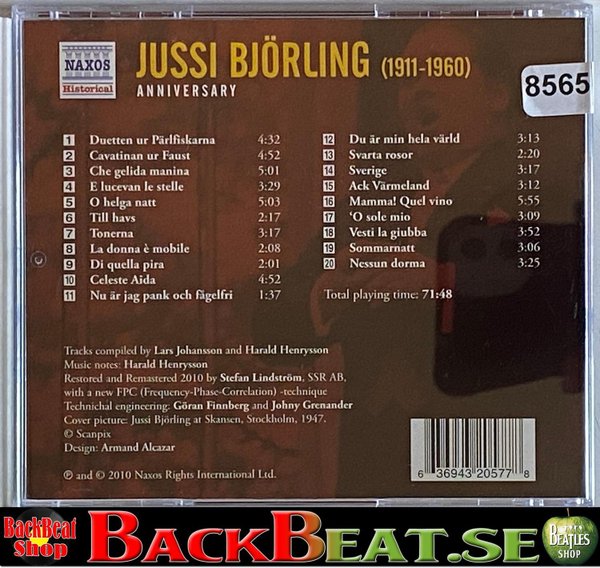 NAXOS
Historical
JUSSI BJÖRLING (1911-1960)
ANNIVERSARY
8565
1 Duetten ur Pärlfiskarna 4:32
2 Cavatinan ur Faust 4:52
3 Che gelida manina 5:01
4 E lucevan le stelle 3:29
5 O helga natt 5:03
6 Till havs 2:17
7 Tonerna 3:17
8 La donna è mobile 2:08
9 Di quella pira 2:01
10 Celeste Aida 4:52
11 Nu är jag pank och fågelfri 1:37
12 Du är min hela värld 3:13
13 Svarta rosor 2:20
14 Sverige 3:17
15 Ack Värmeland 3:12
16 Mamma! Quel vino 5:55
17 ‘O sole mio 3:09
18 Vesti la giubba 3:52
19 Sommarnatt 3:06
20 Nessun dorma 3:25
Total playing time: 71:48
Tracks compiled by Lars Johansson and Harald Henrysson
Music notes: Harald Henrysson
Restored and Remastered 2010 by Stefan Lindström, SSR AB,
with a new FPC (Frequency-Phase-Correlation) -technique
Technichal engineering: Göran Finnberg and Johny Grenander
Cover picture: Jussi Björling at Skansen, Stockholm, 1947.
© Scanpix
Design: Armand Alcazar
℗ and © 2010 Naxos Rights International Ltd.
6 36943 20577 8
BackBeat
Shop
BACKBEAT.SE
THE
BEATLES
SHOP